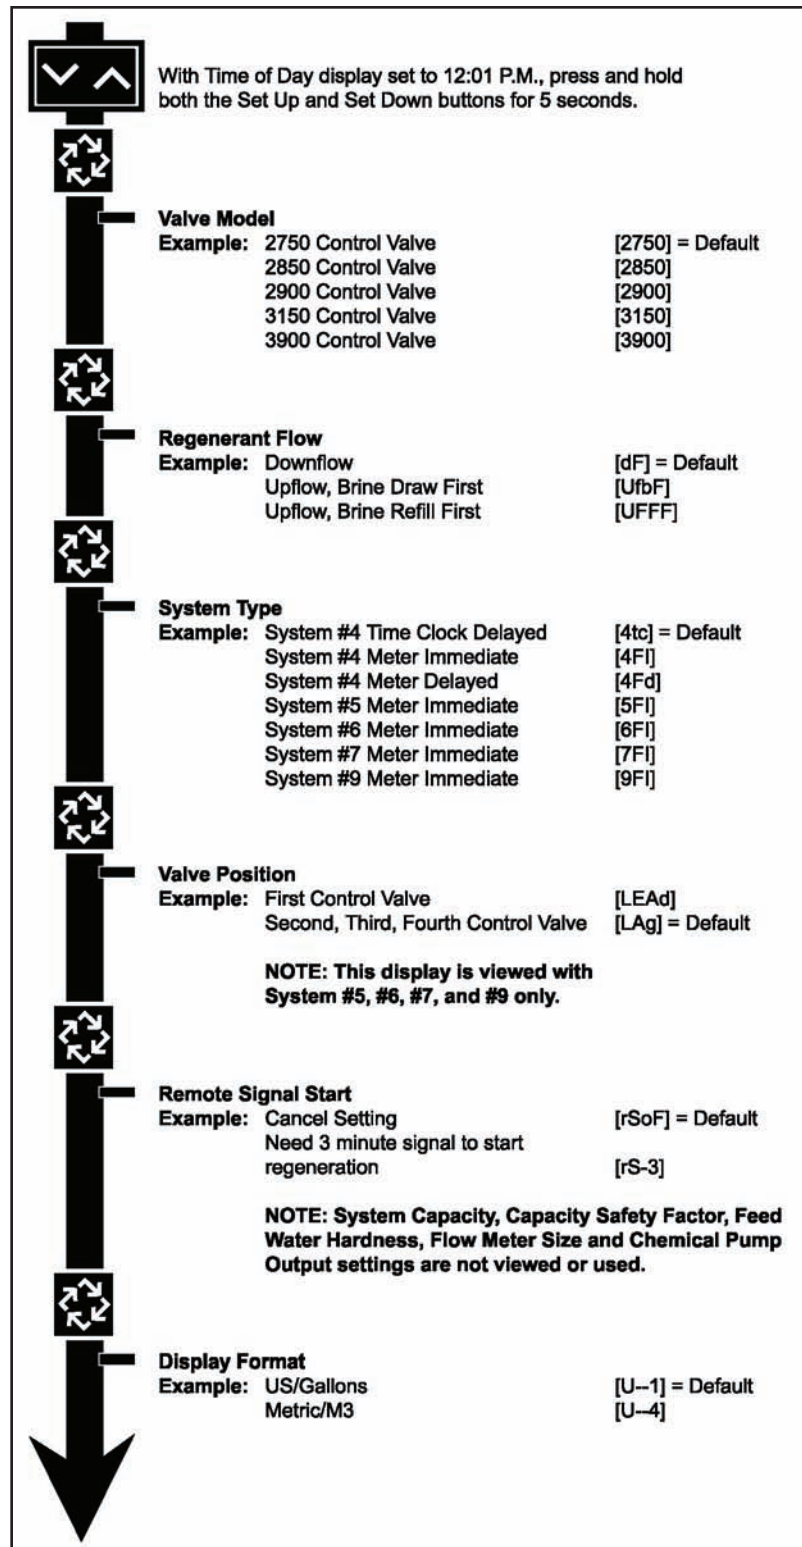 With Time of Day display set to 12:01 P.M., press and hold
both the Set Up and Set Down buttons for 5 seconds.
Valve Model
Example: 2750 Control Valve [2750] = Default
2850 Control Valve [2850]
2900 Control Valve [2900]
3150 Control Valve [3150]
3900 Control Valve [3900]
Regenerant Flow
Example: Downflow [dF] = Default
Upflow, Brine Draw First [UfbF]
Upflow, Brine Refill First [UFFF]
System Type
Example: System #4 Time Clock Delayed [4tc] = Default
System #4 Meter Immediate [4FI]
System #4 Meter Delayed [4Fd]
System #5 Meter Immediate [5FI]
System #6 Meter Immediate [6FI]
System #7 Meter Immediate [7FI]
System #9 Meter Immediate [9FI]
Valve Position
Example: First Control Valve [LEAd]
Second, Third, Fourth Control Valve [LAg] = Default
NOTE: This display is viewed with
System #5, #6, #7, and #9 only.
Remote Signal Start
Example: Cancel Setting [rSoF] = Default
Need 3 minute signal to start
regeneration [rS-3]
NOTE: System Capacity, Capacity Safety Factor, Feed
Water Hardness, Flow Meter Size and Chemical Pump
Output settings are not viewed or used.
Display Format
Example: US/Gallons [U--1] = Default
Metric/M3 [U--4]